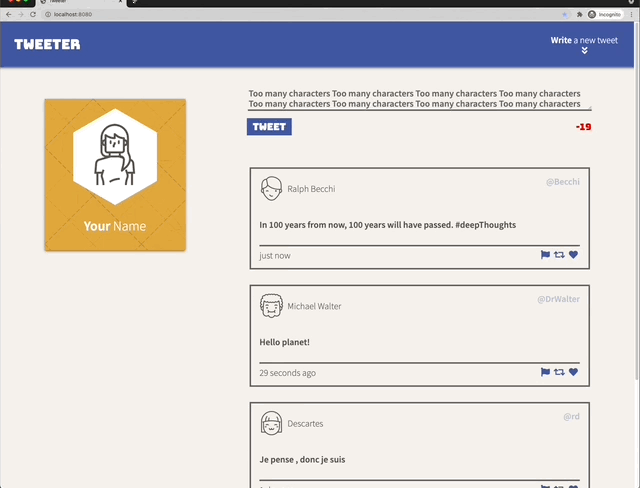 Tweeter
localhost:8080
Incognito
TWEETER
Write a new tweet
Too many characters Too many characters Too many characters Too many characters
Too many characters Too many characters Too many characters Too many characters
TWEET
-19
Your Name
Ralph Becchi
@Becchi
In 100 years from now, 100 years will have passed. #deepThoughts
just now
Michael Walter
@DrWalter
Hello planet!
29 seconds ago
Descartes
@rd
Je pense , donc je suis